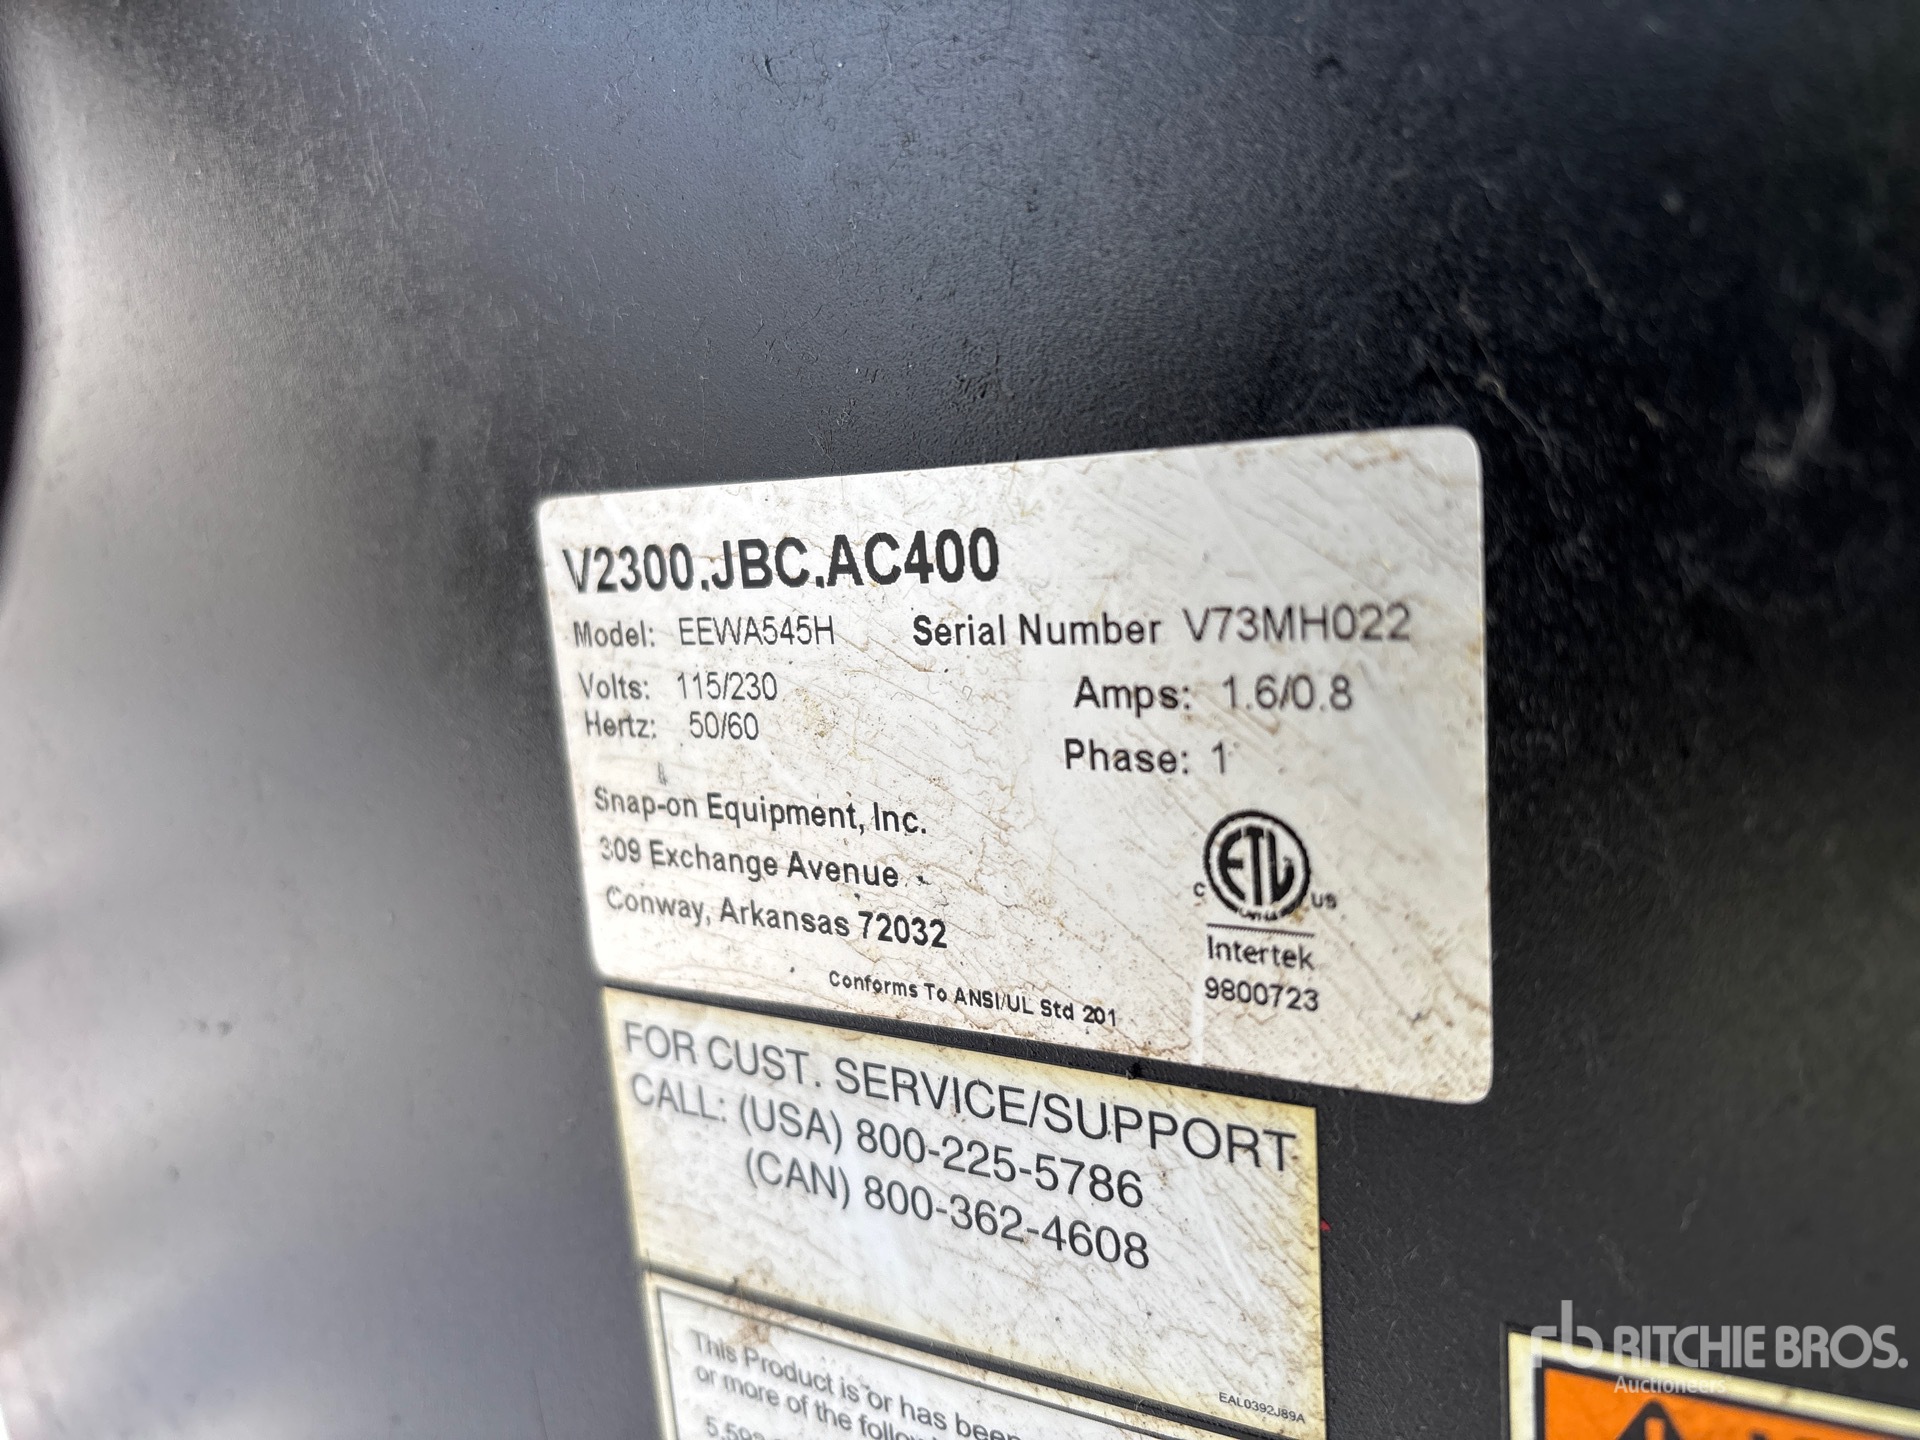 V2300.JBC.AC400
Model: EEWA545H Serial Number V73MH022
Volts: 115/230 Amps: 1.6/0.8
Hertz: 50/60 Phase: 1
Snap-on Equipment, Inc.
309 Exchange Avenue
Conway, Arkansas 72032
Conforms To ANSI/UL Std 201
ETL
C US
Intertek
9800723
FOR CUST. SERVICE/SUPPORT
CALL: (USA) 800-225-5786
(CAN) 800-362-4608
EAL0392J89A
This Product is or has been
or more of the
rb RITCHIE BROS.
Auctioneers